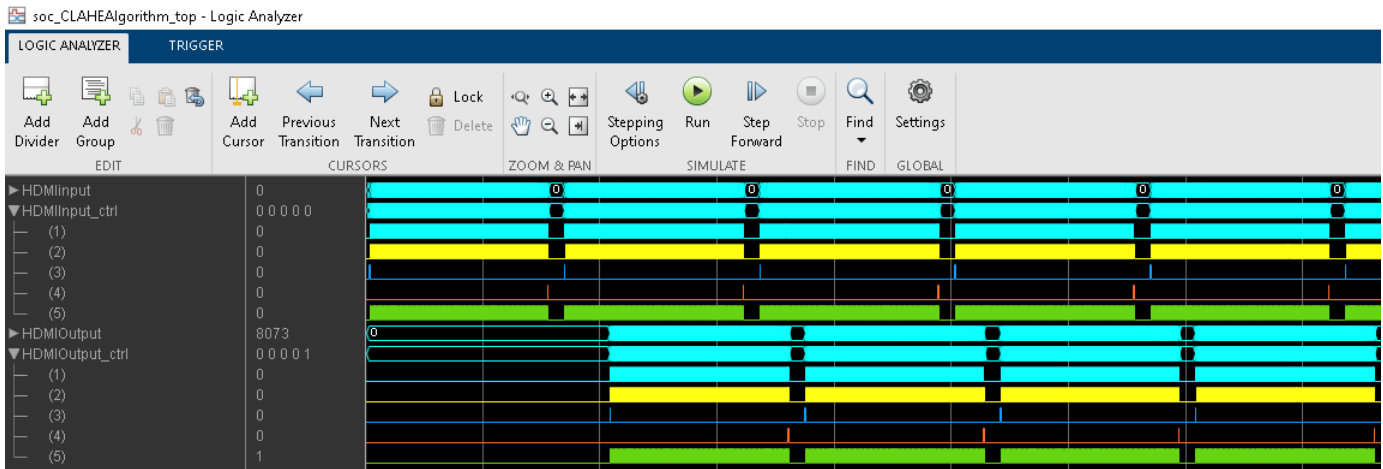 soc_CLAHEAlgorithm_top - Logic Analyzer
LOGIC ANALYZER TRIGGER
Add Divider Add Group Add Cursor Previous Transition Next Transition Lock Delete Stepping Options Run Step Forward Stop Find Settings
EDIT CURSORS ZOOM & PAN SIMULATE FIND GLOBAL
HDMIinput 0 0 0 0 0 0
HDMIInput_ctrl 0 0 0 0 0
(1) 0
(2) 0
(3) 0
(4) 0
(5) 0
HDMIOutput 8073 0
HDMIOutput_ctrl 0 0 0 0 1
(1) 0
(2) 0
(3) 0
(4) 0
(5) 1